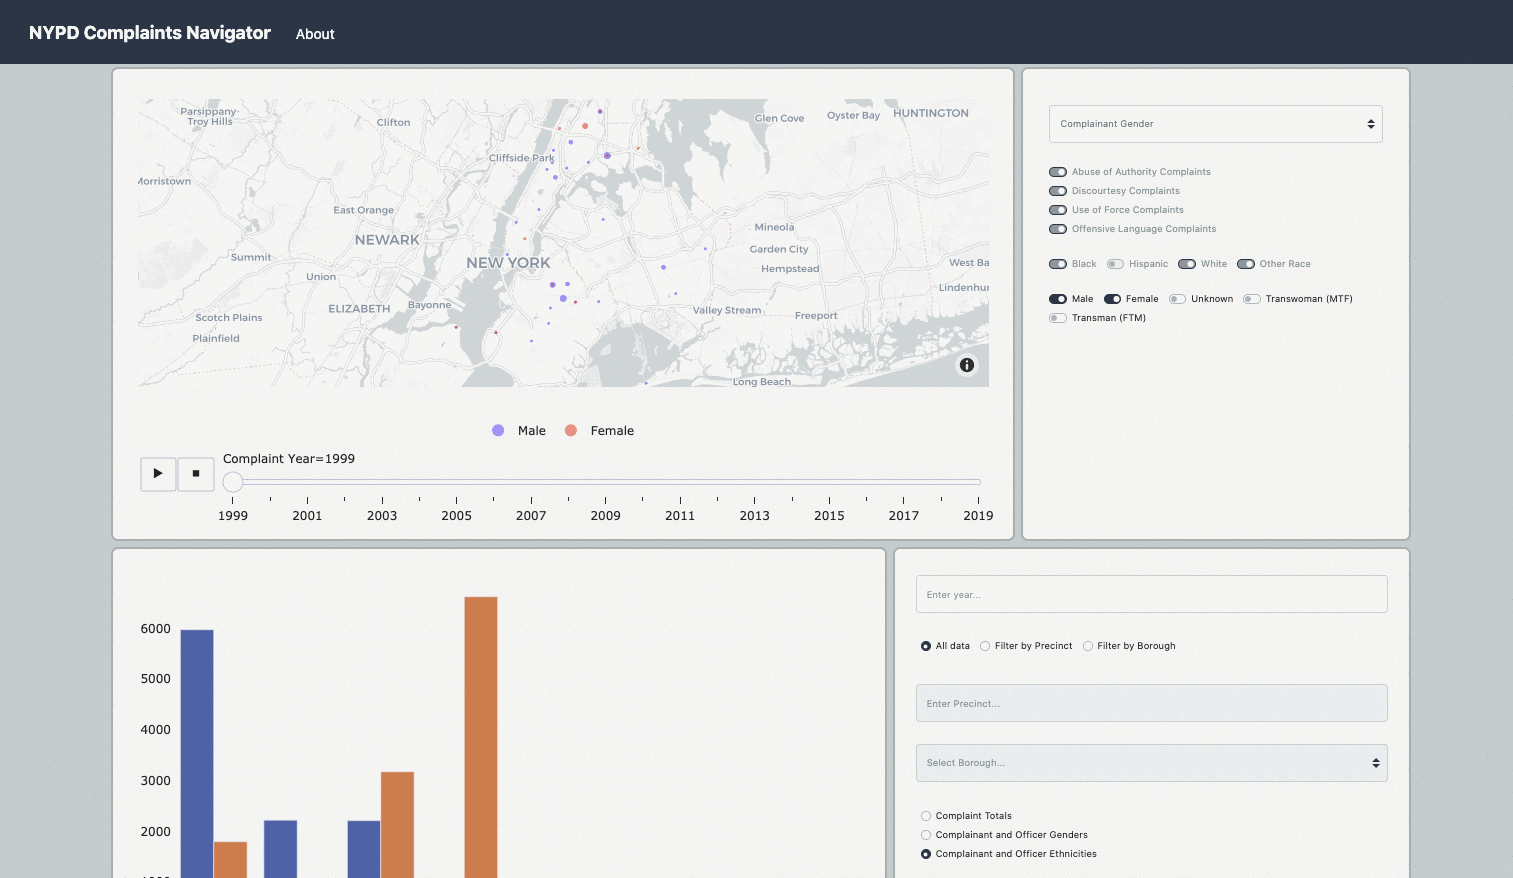 NYPD Complaints Navigator
About
Parsippany-
Troy Hills
Clifton
Glen Cove
Oyster Bay
HUNTINGTON
Cliffside Park
Morristown
East Orange
NEWARK
Mineola
Garden City
Summit
NEW YORK
Hempstead
West Ba
Union
Lindenhur
ELIZABETH
Bayonne
Valley Stream
Freeport
Scotch Plains
Plainfield
Long Beach
Male
Female
Complaint Year=1999
1999
2001
2003
2005
2007
2009
2011
2013
2015
2017
2019
Complainant Gender
Abuse of Authority Complaints
Discourtesy Complaints
Use of Force Complaints
Offensive Language Complaints
Black Hispanic White Other Race
Male Female Unknown Transwoman (MTF)
Transman (FTM)
6000
5000
4000
3000
2000
Enter year...
All data Filter by Precinct Filter by Borough
Enter Precinct...
Select Borough...
Complaint Totals
Complainant and Officer Genders
Complainant and Officer Ethnicities